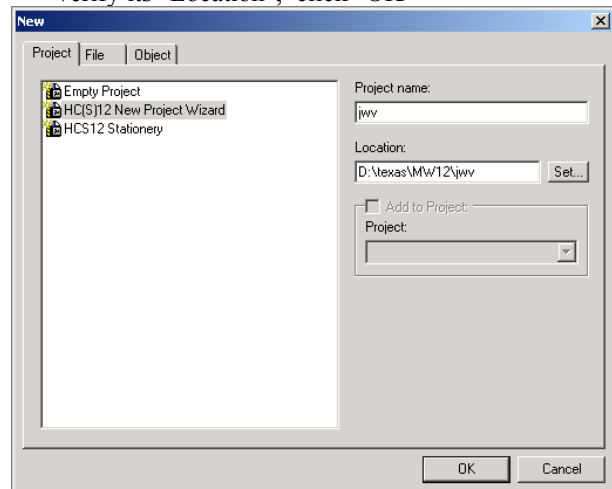 verify its "Location", click "OK"
New
Project File Object
Empty Project
HC(S)12 New Project Wizard
HCS12 Stationery
Project name:
jwv
Location:
D:\texas\MW12\jwv Set...
Add to Project:
Project:
OK Cancel